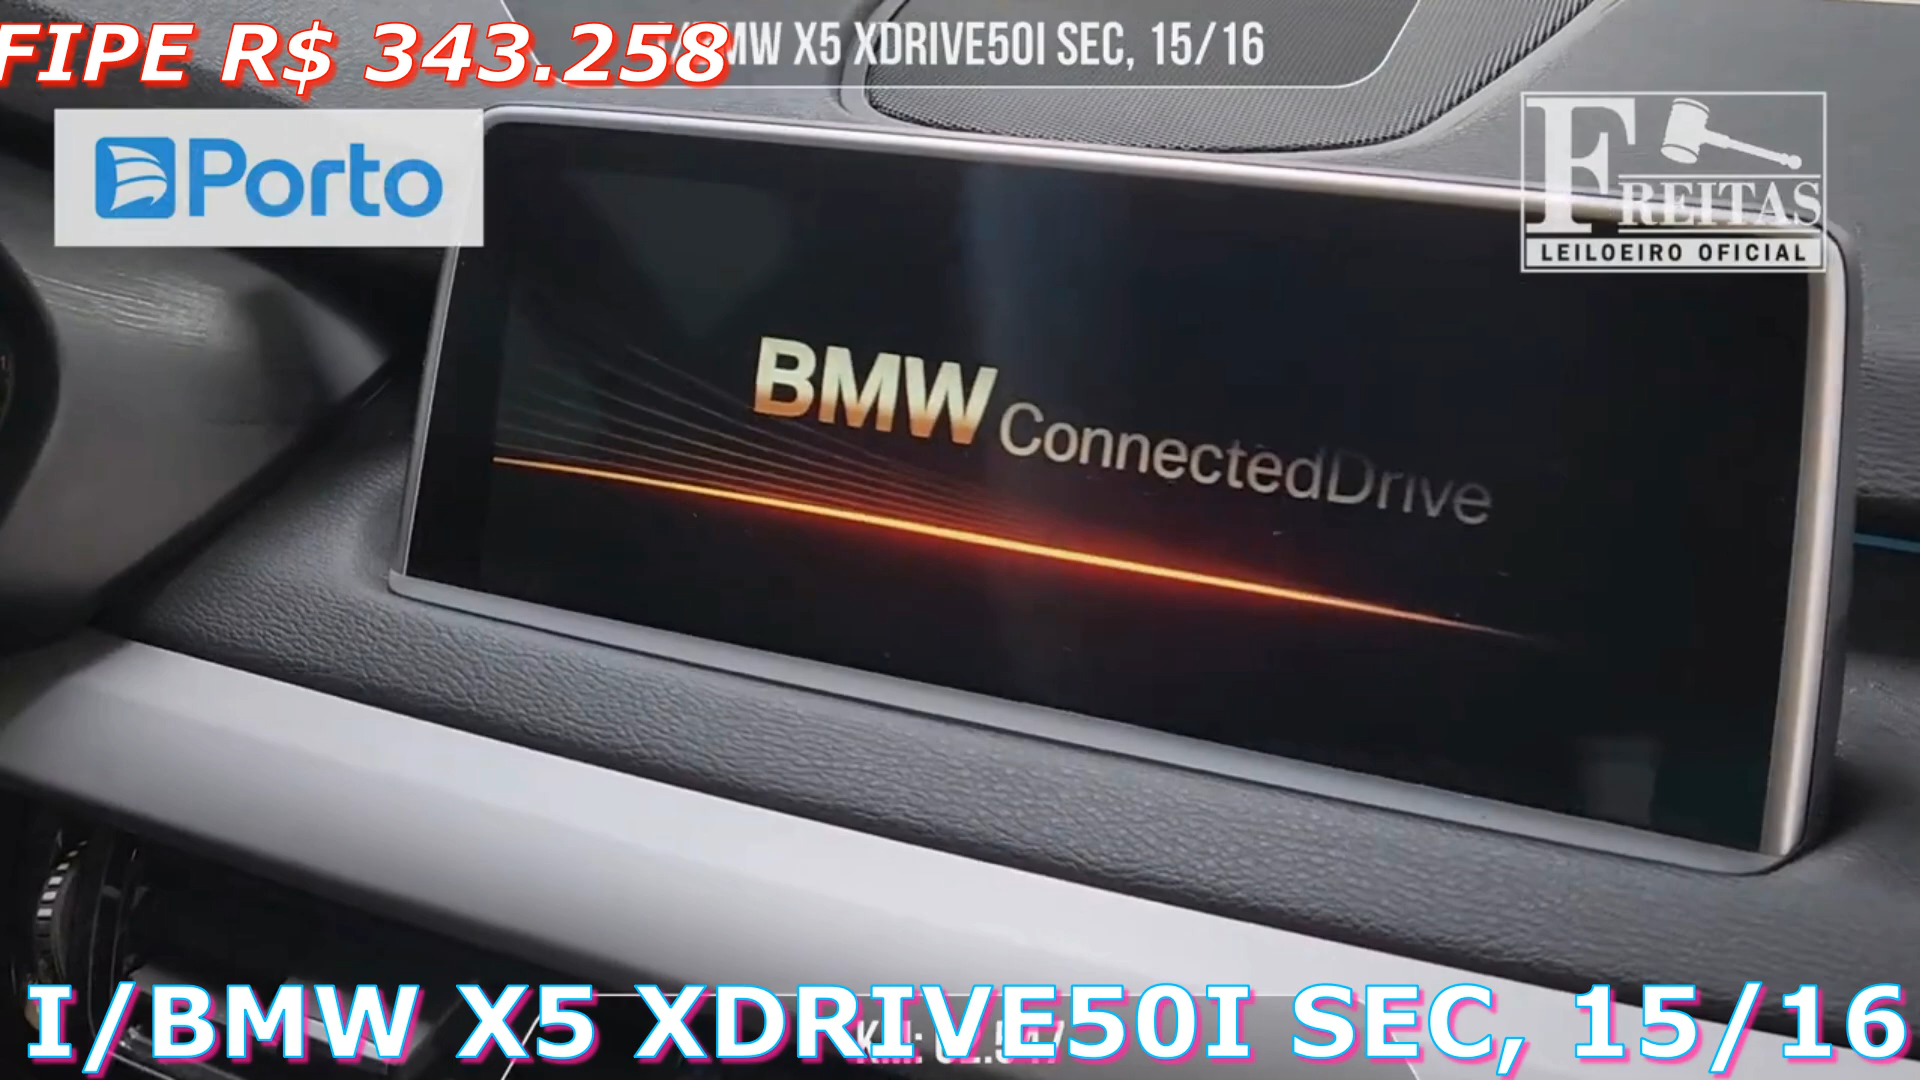 FIPE R$ 343.258
BMW X5 XDRIVE50I SEC, 15/16
Porto
FREITAS
LEILOEIRO OFICIAL
BMW ConnectedDrive
I/BMW X5 XDRIVE50I SEC, 15/16